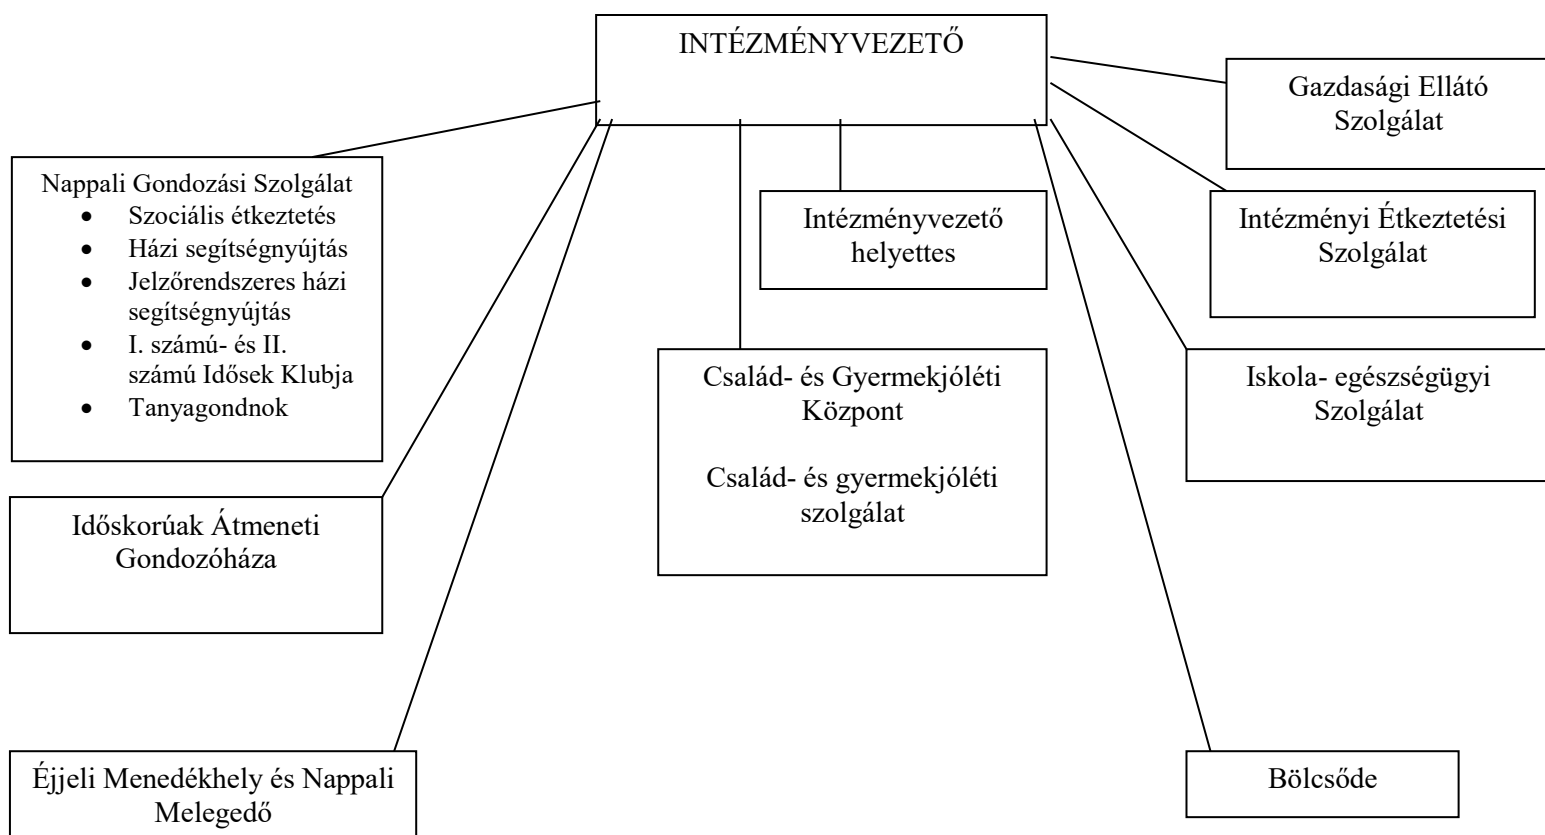 INTÉZMÉNYVEZETŐ
Gazdasági Ellátó
Szolgálat
Nappali Gondozási Szolgálat
• Szociális étkeztetés
• Házi segítségnyújtás
• Jelzőrendszeres házi
segítségnyújtás
• I. számú- és II.
számú Idősek Klubja
• Tanyagondnok
Intézményvezető
helyettes
Intézményi Étkeztetési
Szolgálat
Család- és Gyermekjóléti
Központ
Család- és gyermekjóléti
szolgálat
Iskola- egészségügyi
Szolgálat
Időskorúak Átmeneti
Gondozóháza
Éjjeli Menedékhely és Nappali
Melegedő
Bölcsőde